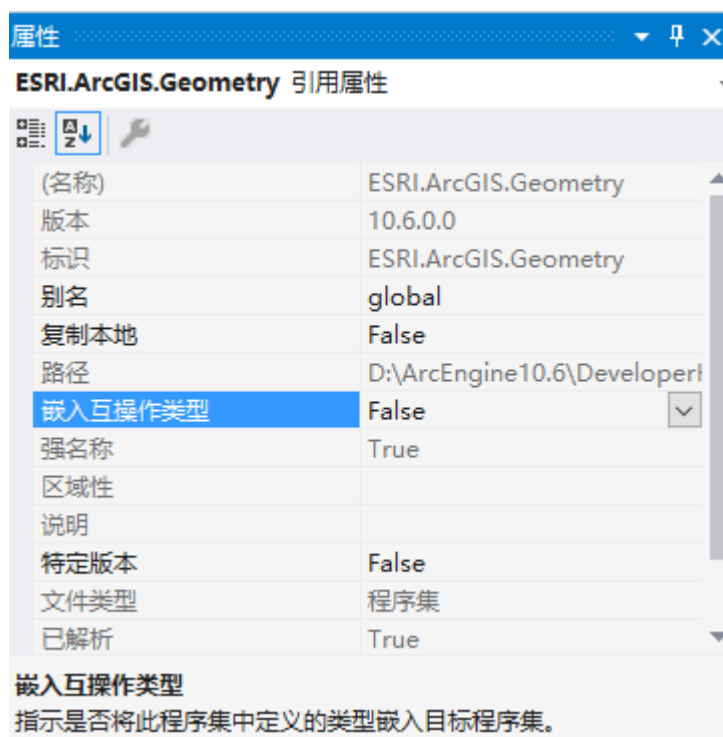 属性
ESRI.ArcGIS.Geometry 引用属性
(名称) ESRI.ArcGIS.Geometry
版本 10.6.0.0
标识 ESRI.ArcGIS.Geometry
别名 global
复制本地 False
路径 D:\ArcEngine10.6\Developer
嵌入互操作类型 False
强名称 True
区域性
说明
特定版本 False
文件类型 程序集
已解析 True
嵌入互操作类型
指示是否将此程序集中定义的类型嵌入目标程序集。